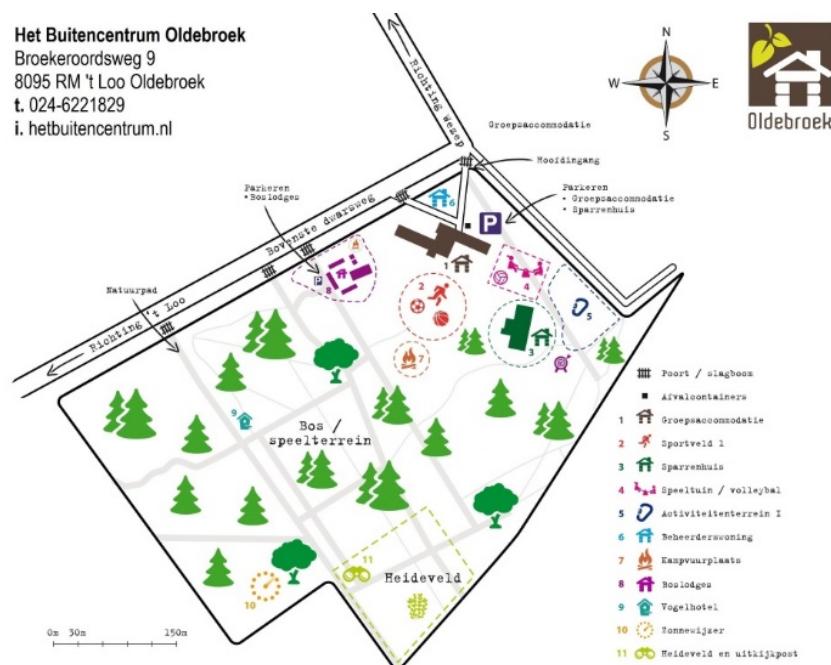 Het Buitencentrum Oldebroek
Broekeroordsweg 9
8095 RM 't Loo Oldebroek
t. 024-6221829
i. hetbuitencentrum.nl
N
W
E
S
Oldebroek
Richting Wezep
Groepsaccommodatie
Hoofdingang
Parkeren
• Boslodges
Parkeren
• Groepsaccommodatie
• Sparrenhuis
Bovenste dwarsweg
Natuurpad
Richting 't Loo
6
P
1
2
P
8
4
5
3
7
9
Bos /
speelterrein
11
Heideveld
10
0m 30m 150m
Poort / slagboom
Afvalcontainers
1 Groepsaccommodatie
2 Sportveld 1
3 Sparrenhuis
4 Speeltuin / volleybal
5 Activiteitenterrein I
6 Beheerderswoning
7 Kampvuurplaats
8 Boslodges
9 Vogelhotel
10 Zonnewijzer
11 Heideveld en uitkijkpost